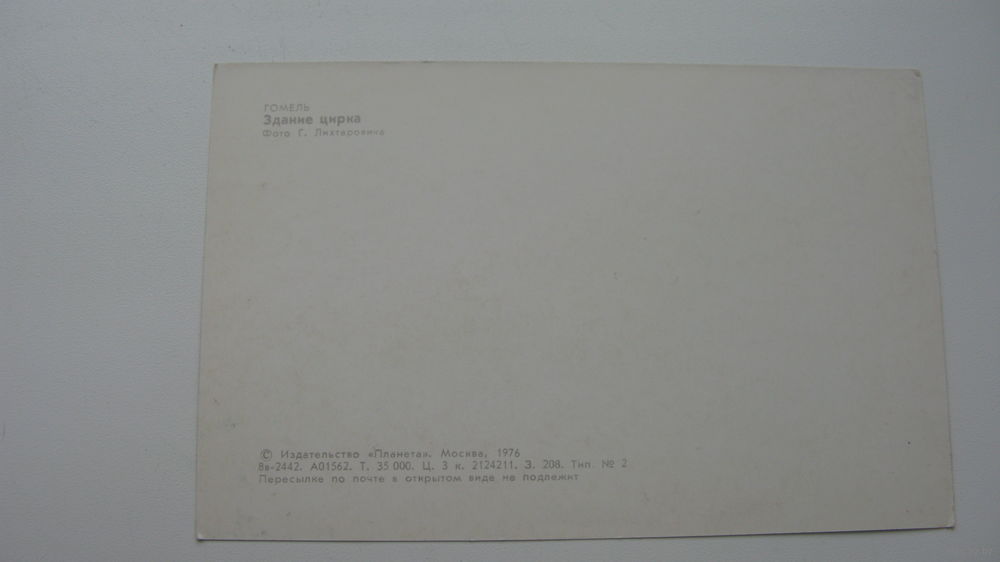 ГОМЕЛЬ
Здание цирка
Фото Г. Лихтаровича
© Издательство «Планета». Москва, 1976
8в-2442. А01562. Т. 35 000. Ц. 3 к. 2124211. З. 208. Тип. № 2
Пересылке по почте в открытом виде не подлежит